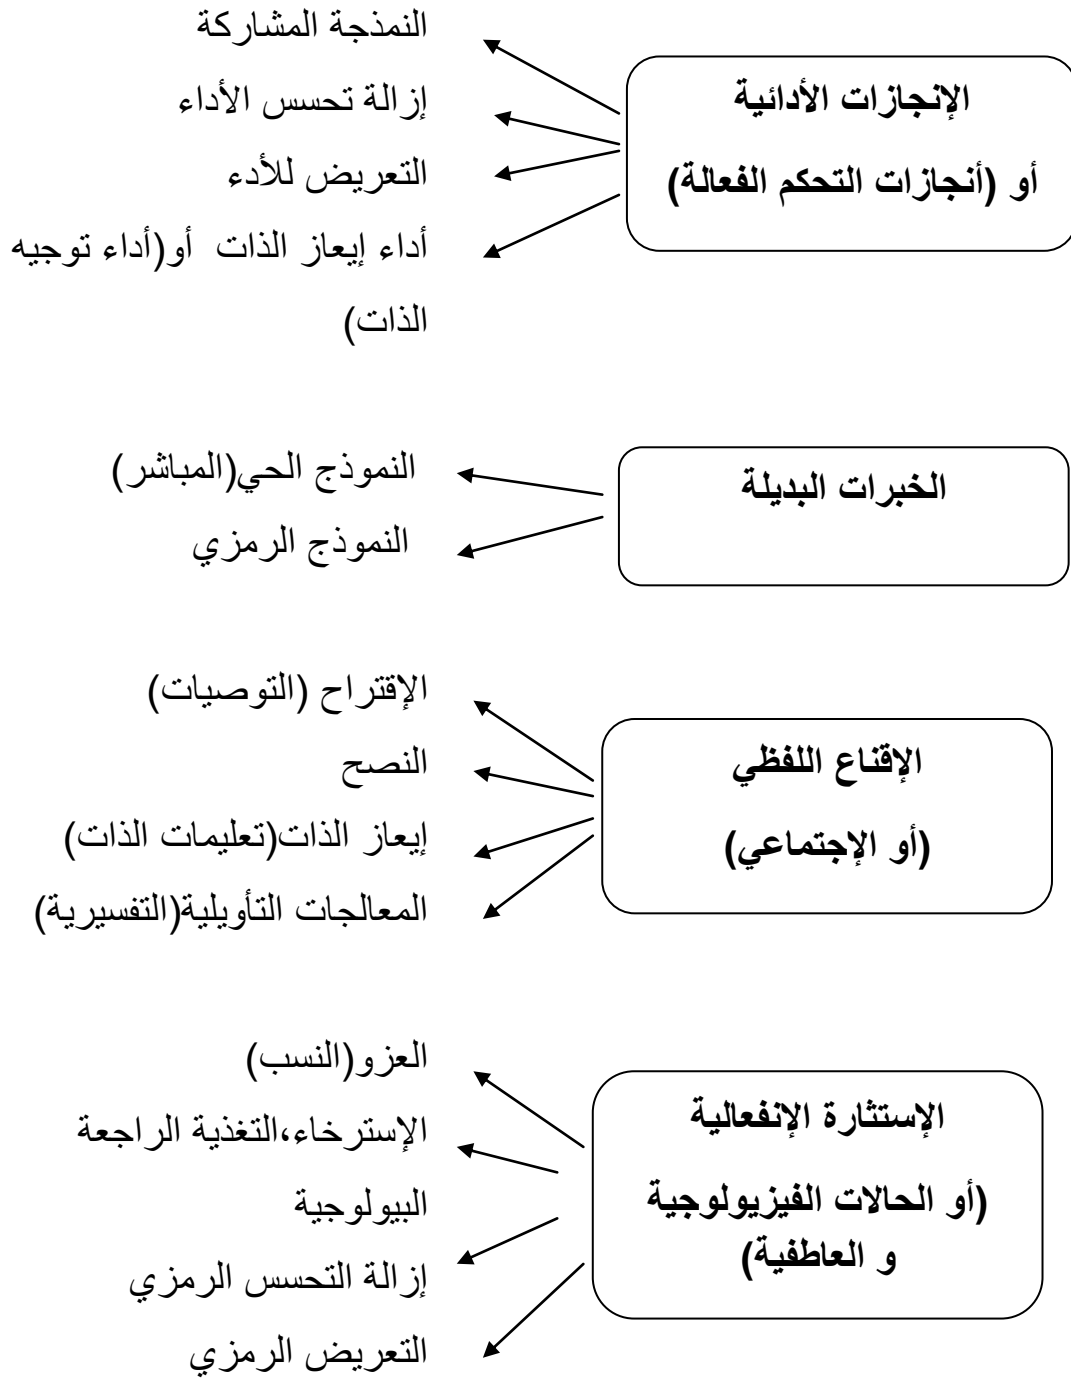 الإنجازات الأدائية
أو (أنجازات التحكم الفعالة)
النمذجة المشاركة
إزالة تحسس الأداء
التعريض للأدء
أداء إيعاز الذات أو(أداء توجيه
الذات)
الخبرات البديلة
النموذج الحي(المباشر)
النموذج الرمزي
الإقناع اللفظي
(أو الإجتماعي)
الإقتراح (التوصيات)
النصح
إيعاز الذات(تعليمات الذات)
المعالجات التأويلية(التفسيرية)
الإستثارة الإنفعالية
(أو الحالات الفيزيولوجية
و العاطفية)
العزو(النسب)
الإسترخاء،التغذية الراجعة
البيولوجية
إزالة التحسس الرمزي
التعريض الرمزي